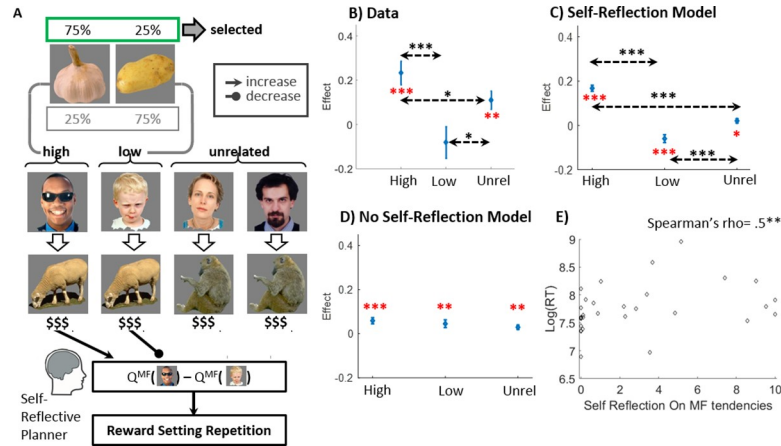 A
75% 25%
selected
increase
decrease
25% 75%
high low unrelated
$$$ $$$ $$$ $$$
Q^MF( ) – Q^MF( )
Self-
Reflective
Planner
Reward Setting Repetition
B) Data
Effect
0.4
0.2
0
-0.2
***
***
*
**
*
High Low Unrel
C) Self-Reflection Model
Effect
0.4
0.2
0
-0.2
***
***
***
***
***
*
High Low Unrel
D) No Self-Reflection Model
Effect
0.4
0.2
0
-0.2
*** ** **
High Low Unrel
E)
Spearman's rho= .5**
Log(RT)
9
8.5
8
7.5
7
6.5
0 2 4 6 8 10
Self Reflection On MF tendencies